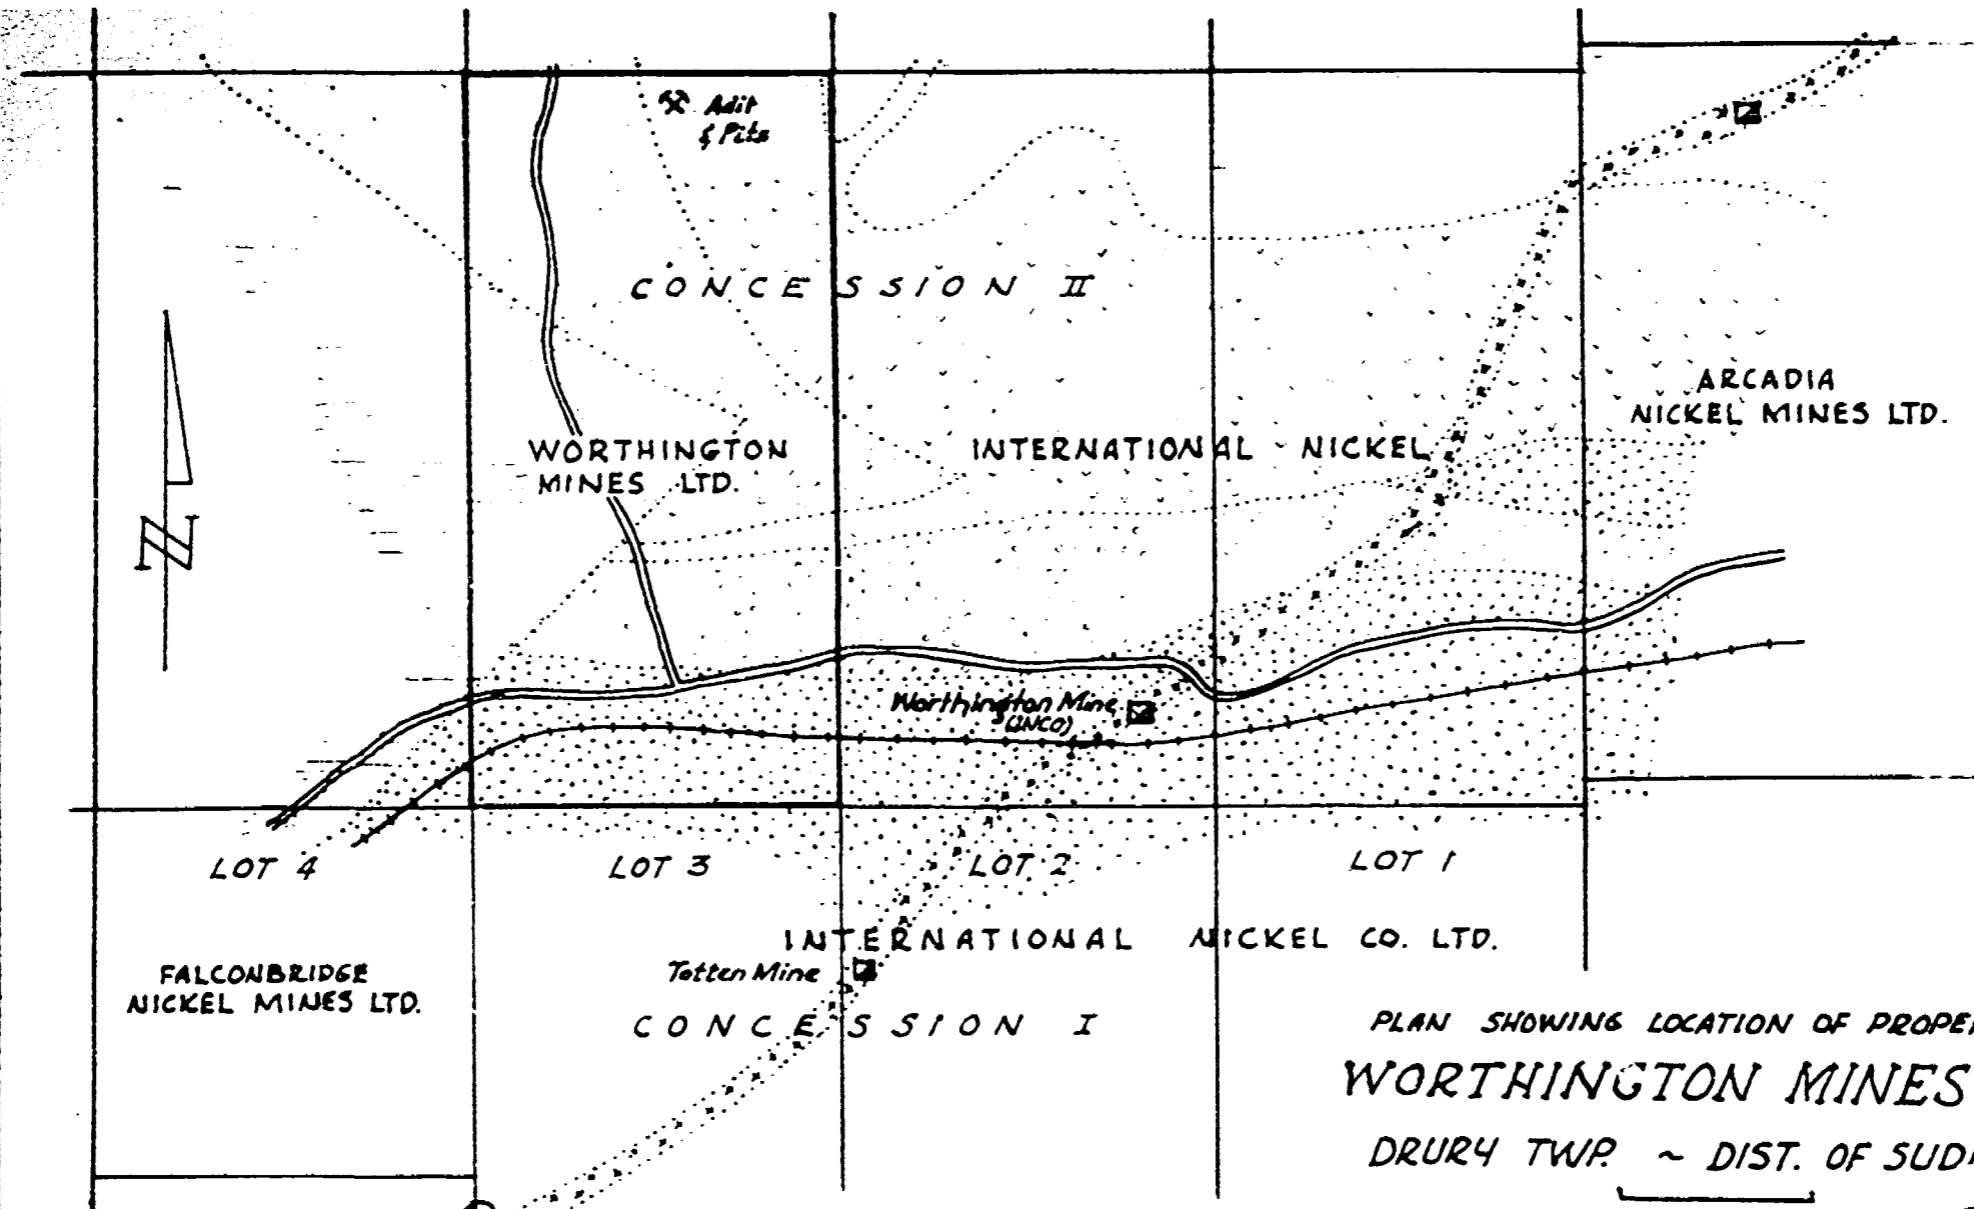 Adit
& Pits
CONCESSION II
ARCADIA
NICKEL MINES LTD.
WORTHINGTON
MINES LTD.
INTERNATIONAL NICKEL
N
Worthington Mine
(INCO)
LOT 4
LOT 3
LOT 2
LOT 1
INTERNATIONAL NICKEL CO. LTD.
Totten Mine
FALCONBRIDGE
NICKEL MINES LTD.
CONCESSION I
PLAN SHOWING LOCATION OF PROPE
WORTHINGTON MINES
DRURY TWP. ~ DIST. OF SUD